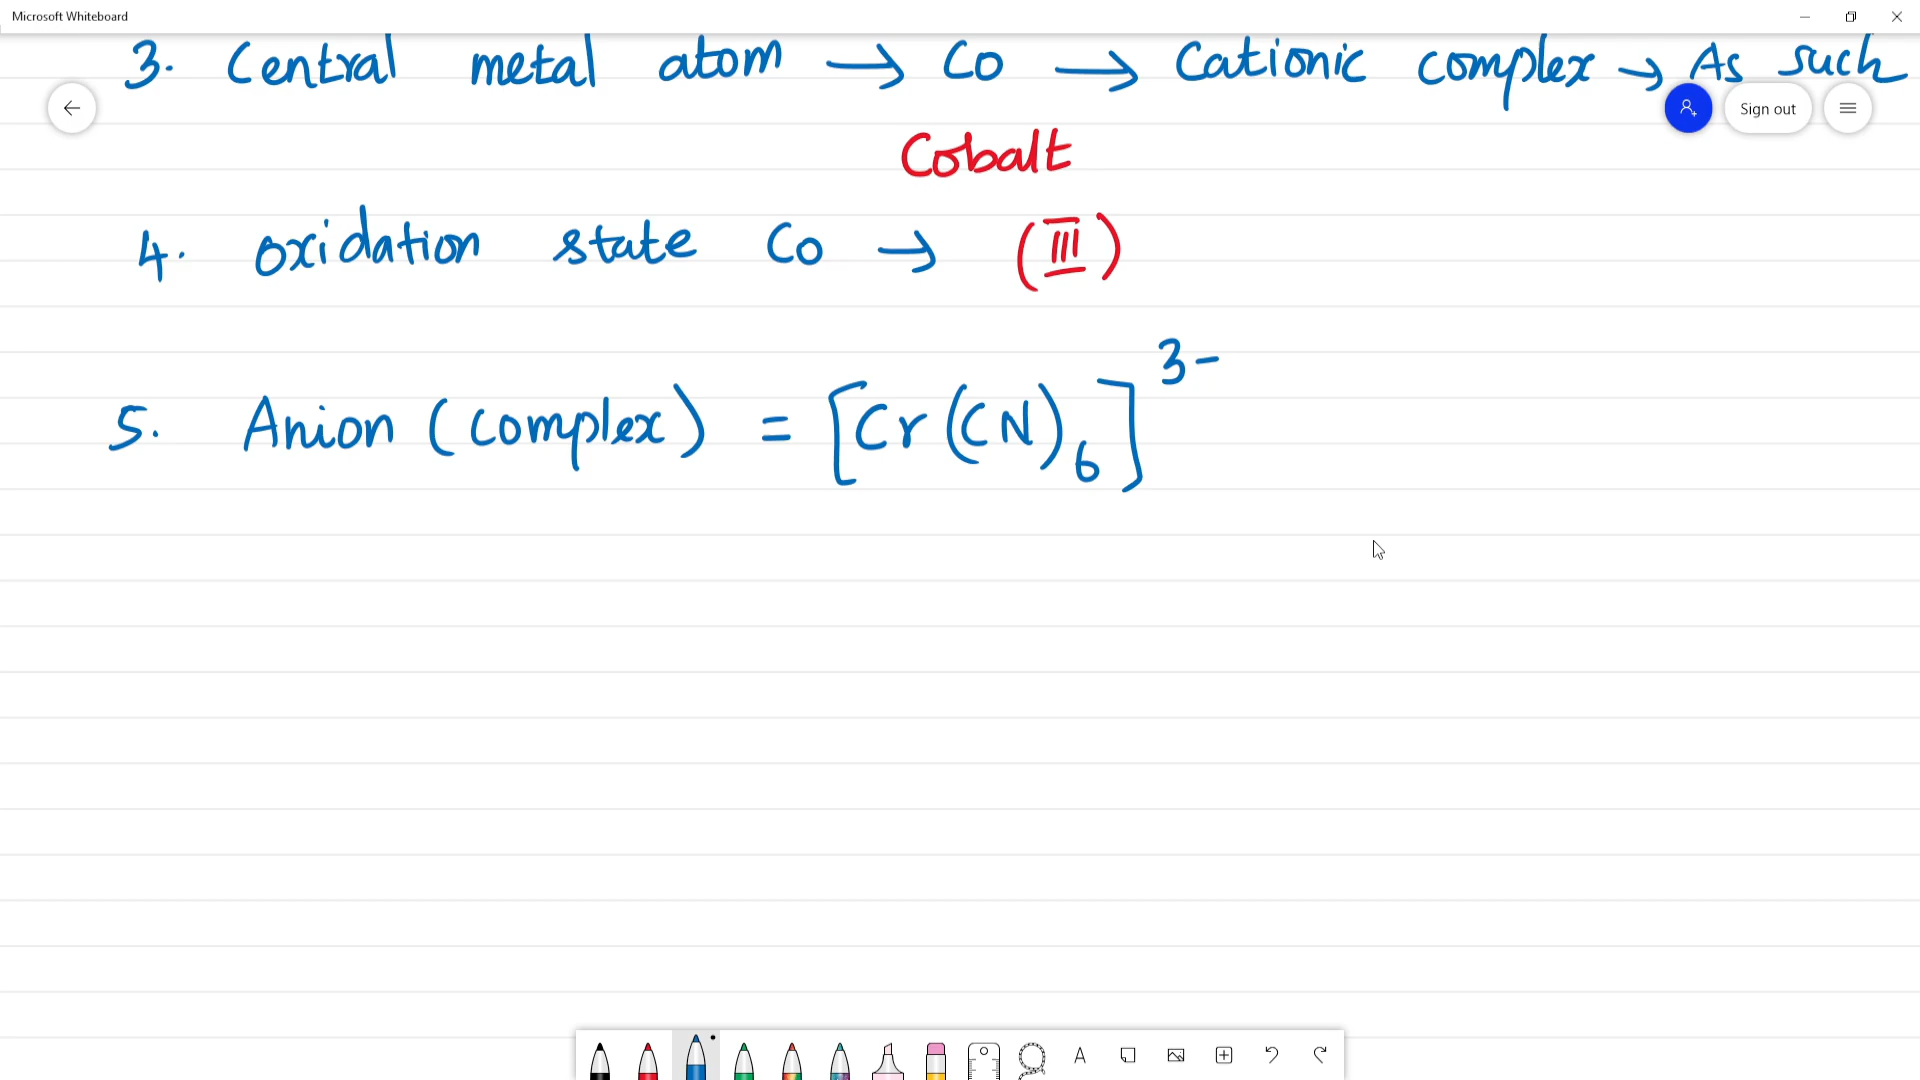 Microsoft Whiteboard
3. Central metal atom → Co → Cationic complex → As such
Sign out
Cobalt
4. oxidation state Co → (III)
5. Anion (complex) = [Cr(CN)₆]³⁻
A